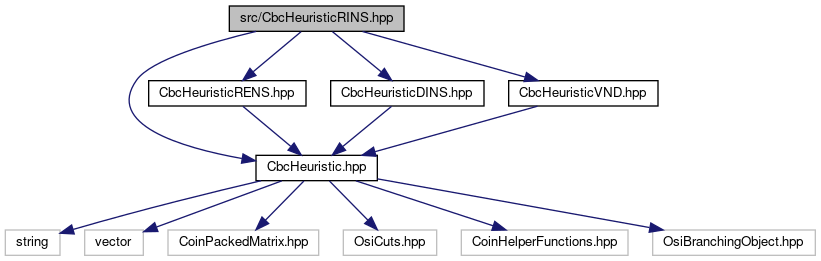 src/CbcHeuristicRINS.hpp
CbcHeuristicRENS.hpp
CbcHeuristicDINS.hpp
CbcHeuristicVND.hpp
CbcHeuristic.hpp
string
vector
CoinPackedMatrix.hpp
OsiCuts.hpp
CoinHelperFunctions.hpp
OsiBranchingObject.hpp